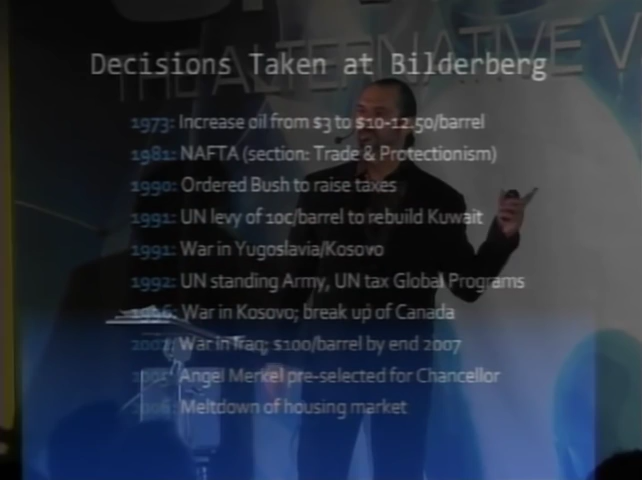 THE ALTERNATIVE V
Decisions Taken at Bilderberg
1973: Increase oil from $3 to $10-12.50/barrel
1981: NAFTA (section: Trade & Protectionism)
1990: Ordered Bush to raise taxes
1991: UN levy of 10c/barrel to rebuild Kuwait
1991: War in Yugoslavia/Kosovo
1992: UN standing Army, UN tax Global Programs
War in Kosovo; break up of Canada
2002: War in Iraq; $100/barrel by end 2007
Angel Merkel pre-selected for Chancellor
Meltdown of housing market